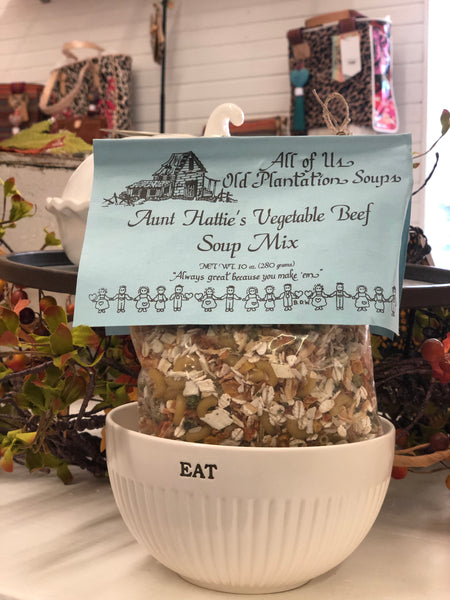 All of Us
Old Plantation Soups
Aunt Hattie's Vegetable Beef
Soup Mix
NET WT. 10 oz. (280 grams)
"Always great because you make 'em"
EAT